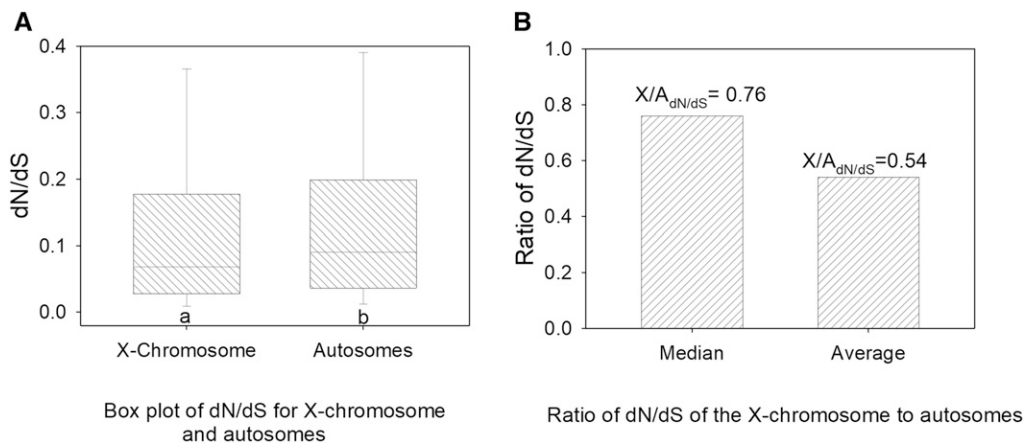 A
0.4
0.3
0.2
0.1
0.0
dN/dS
a
b
X-Chromosome
Autosomes
Box plot of dN/dS for X-chromosome
and autosomes
B
1.0
0.8
0.6
0.4
0.2
0.0
Ratio of dN/dS
X/AdN/dS= 0.76
X/AdN/dS=0.54
Median
Average
Ratio of dN/dS of the X-chromosome to autosomes